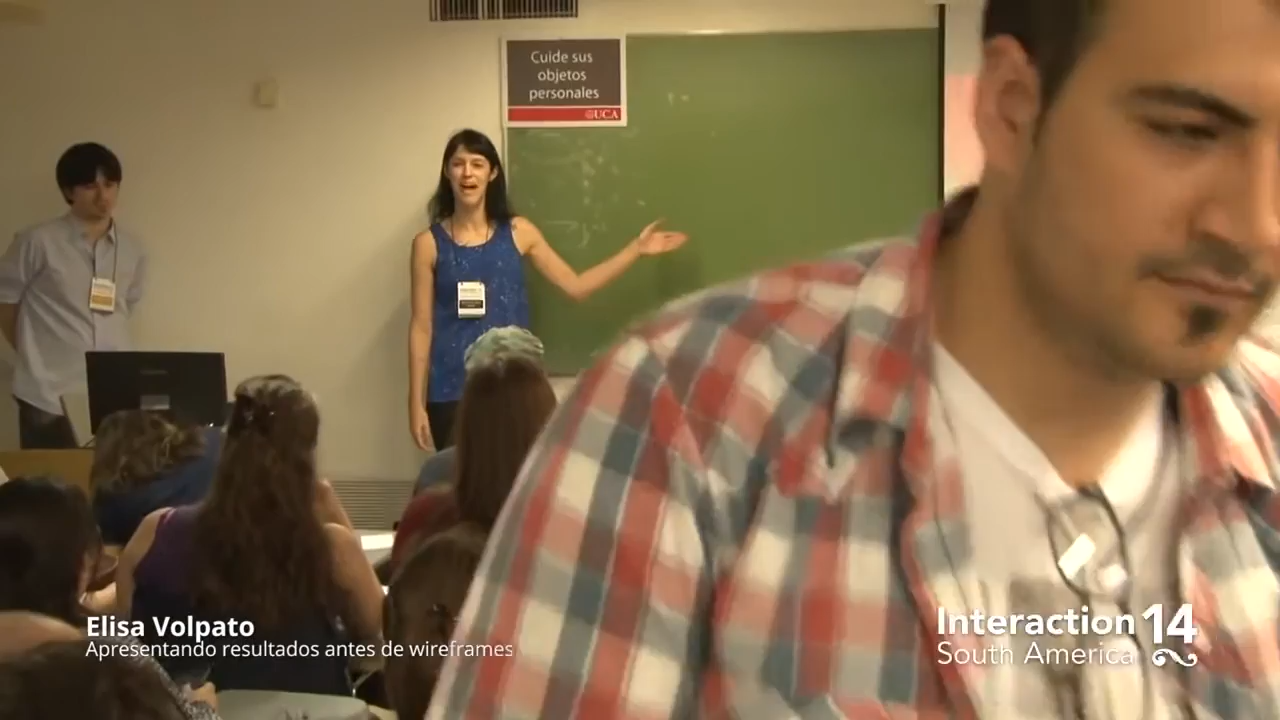 Cuide sus
objetos
personales
UCA
Elisa Volpato
Apresentando resultados antes de wireframes
Interaction 14
South America